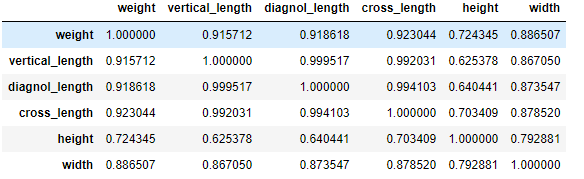 weight vertical_length diagnol_length cross_length height width
weight 1.000000 0.915712 0.918618 0.923044 0.724345 0.886507
vertical_length 0.915712 1.000000 0.999517 0.992031 0.625378 0.867050
diagnol_length 0.918618 0.999517 1.000000 0.994103 0.640441 0.873547
cross_length 0.923044 0.992031 0.994103 1.000000 0.703409 0.878520
height 0.724345 0.625378 0.640441 0.703409 1.000000 0.792881
width 0.886507 0.867050 0.873547 0.878520 0.792881 1.000000